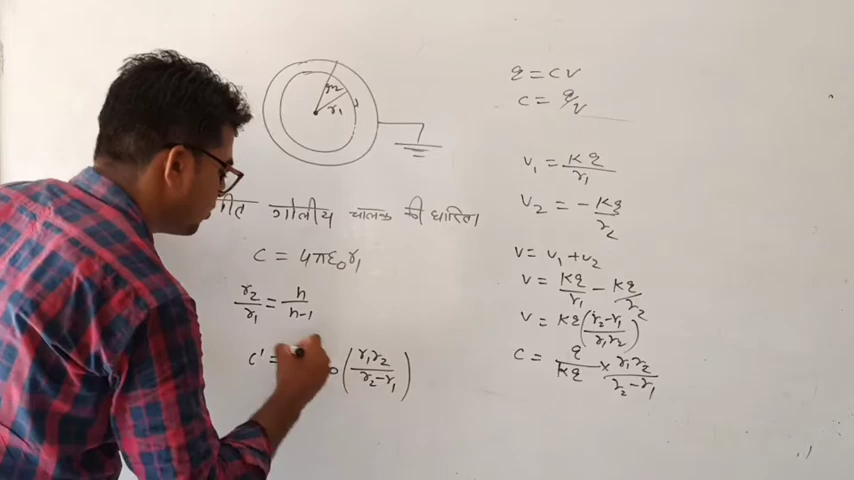 r2
r1
गोलीय चालक की धारिता
C = 4πε0r1
r2/r1 = n/n-1
C' = 0 (r1r2/r2-r1)
q = CV
C = q/V
V1 = Kq/r1
V2 = -Kq/r2
V = V1 + V2
V = Kq/r1 - Kq/r2
V = Kq(r2-r1/r1r2)
C = q/Kq × r1r2/r2-r1